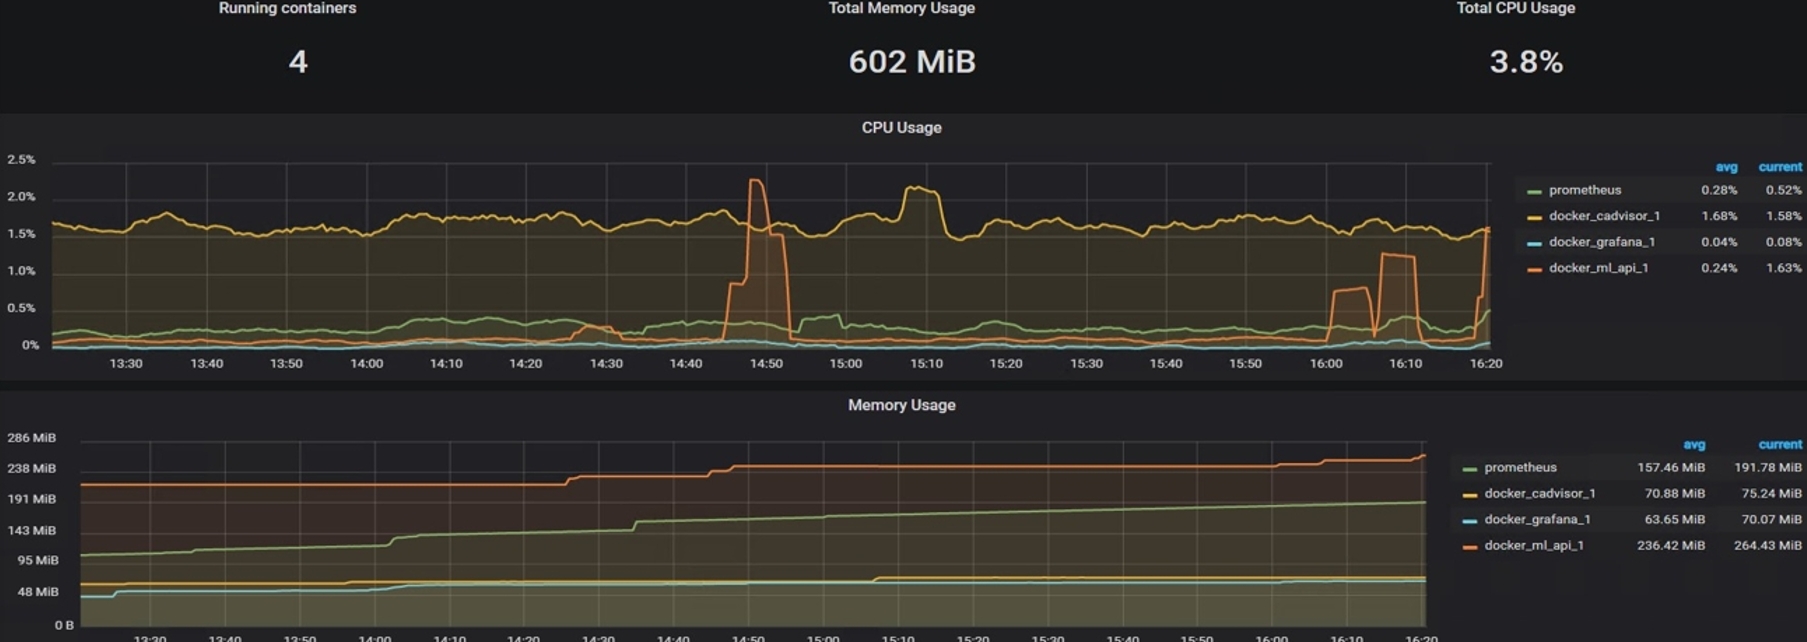 Running containers Total Memory Usage Total CPU Usage
4 602 MiB 3.8%
CPU Usage
avg current
prometheus 0.28% 0.52%
docker_cadvisor_1 1.68% 1.58%
docker_grafana_1 0.04% 0.08%
docker_ml_api_1 0.24% 1.63%
2.5%
2.0%
1.5%
1.0%
0.5%
0%
13:30 13:40 13:50 14:00 14:10 14:20 14:30 14:40 14:50 15:00 15:10 15:20 15:30 15:40 15:50 16:00 16:10 16:20
Memory Usage
avg current
prometheus 157.46 MiB 191.78 MiB
docker_cadvisor_1 70.88 MiB 75.24 MiB
docker_grafana_1 63.65 MiB 70.07 MiB
docker_ml_api_1 236.42 MiB 264.43 MiB
286 MiB
238 MiB
191 MiB
143 MiB
95 MiB
48 MiB
0 B
13:30 13:40 13:50 14:00 14:10 14:20 14:30 14:40 14:50 15:00 15:10 15:20 15:30 15:40 15:50 16:00 16:10 16:20